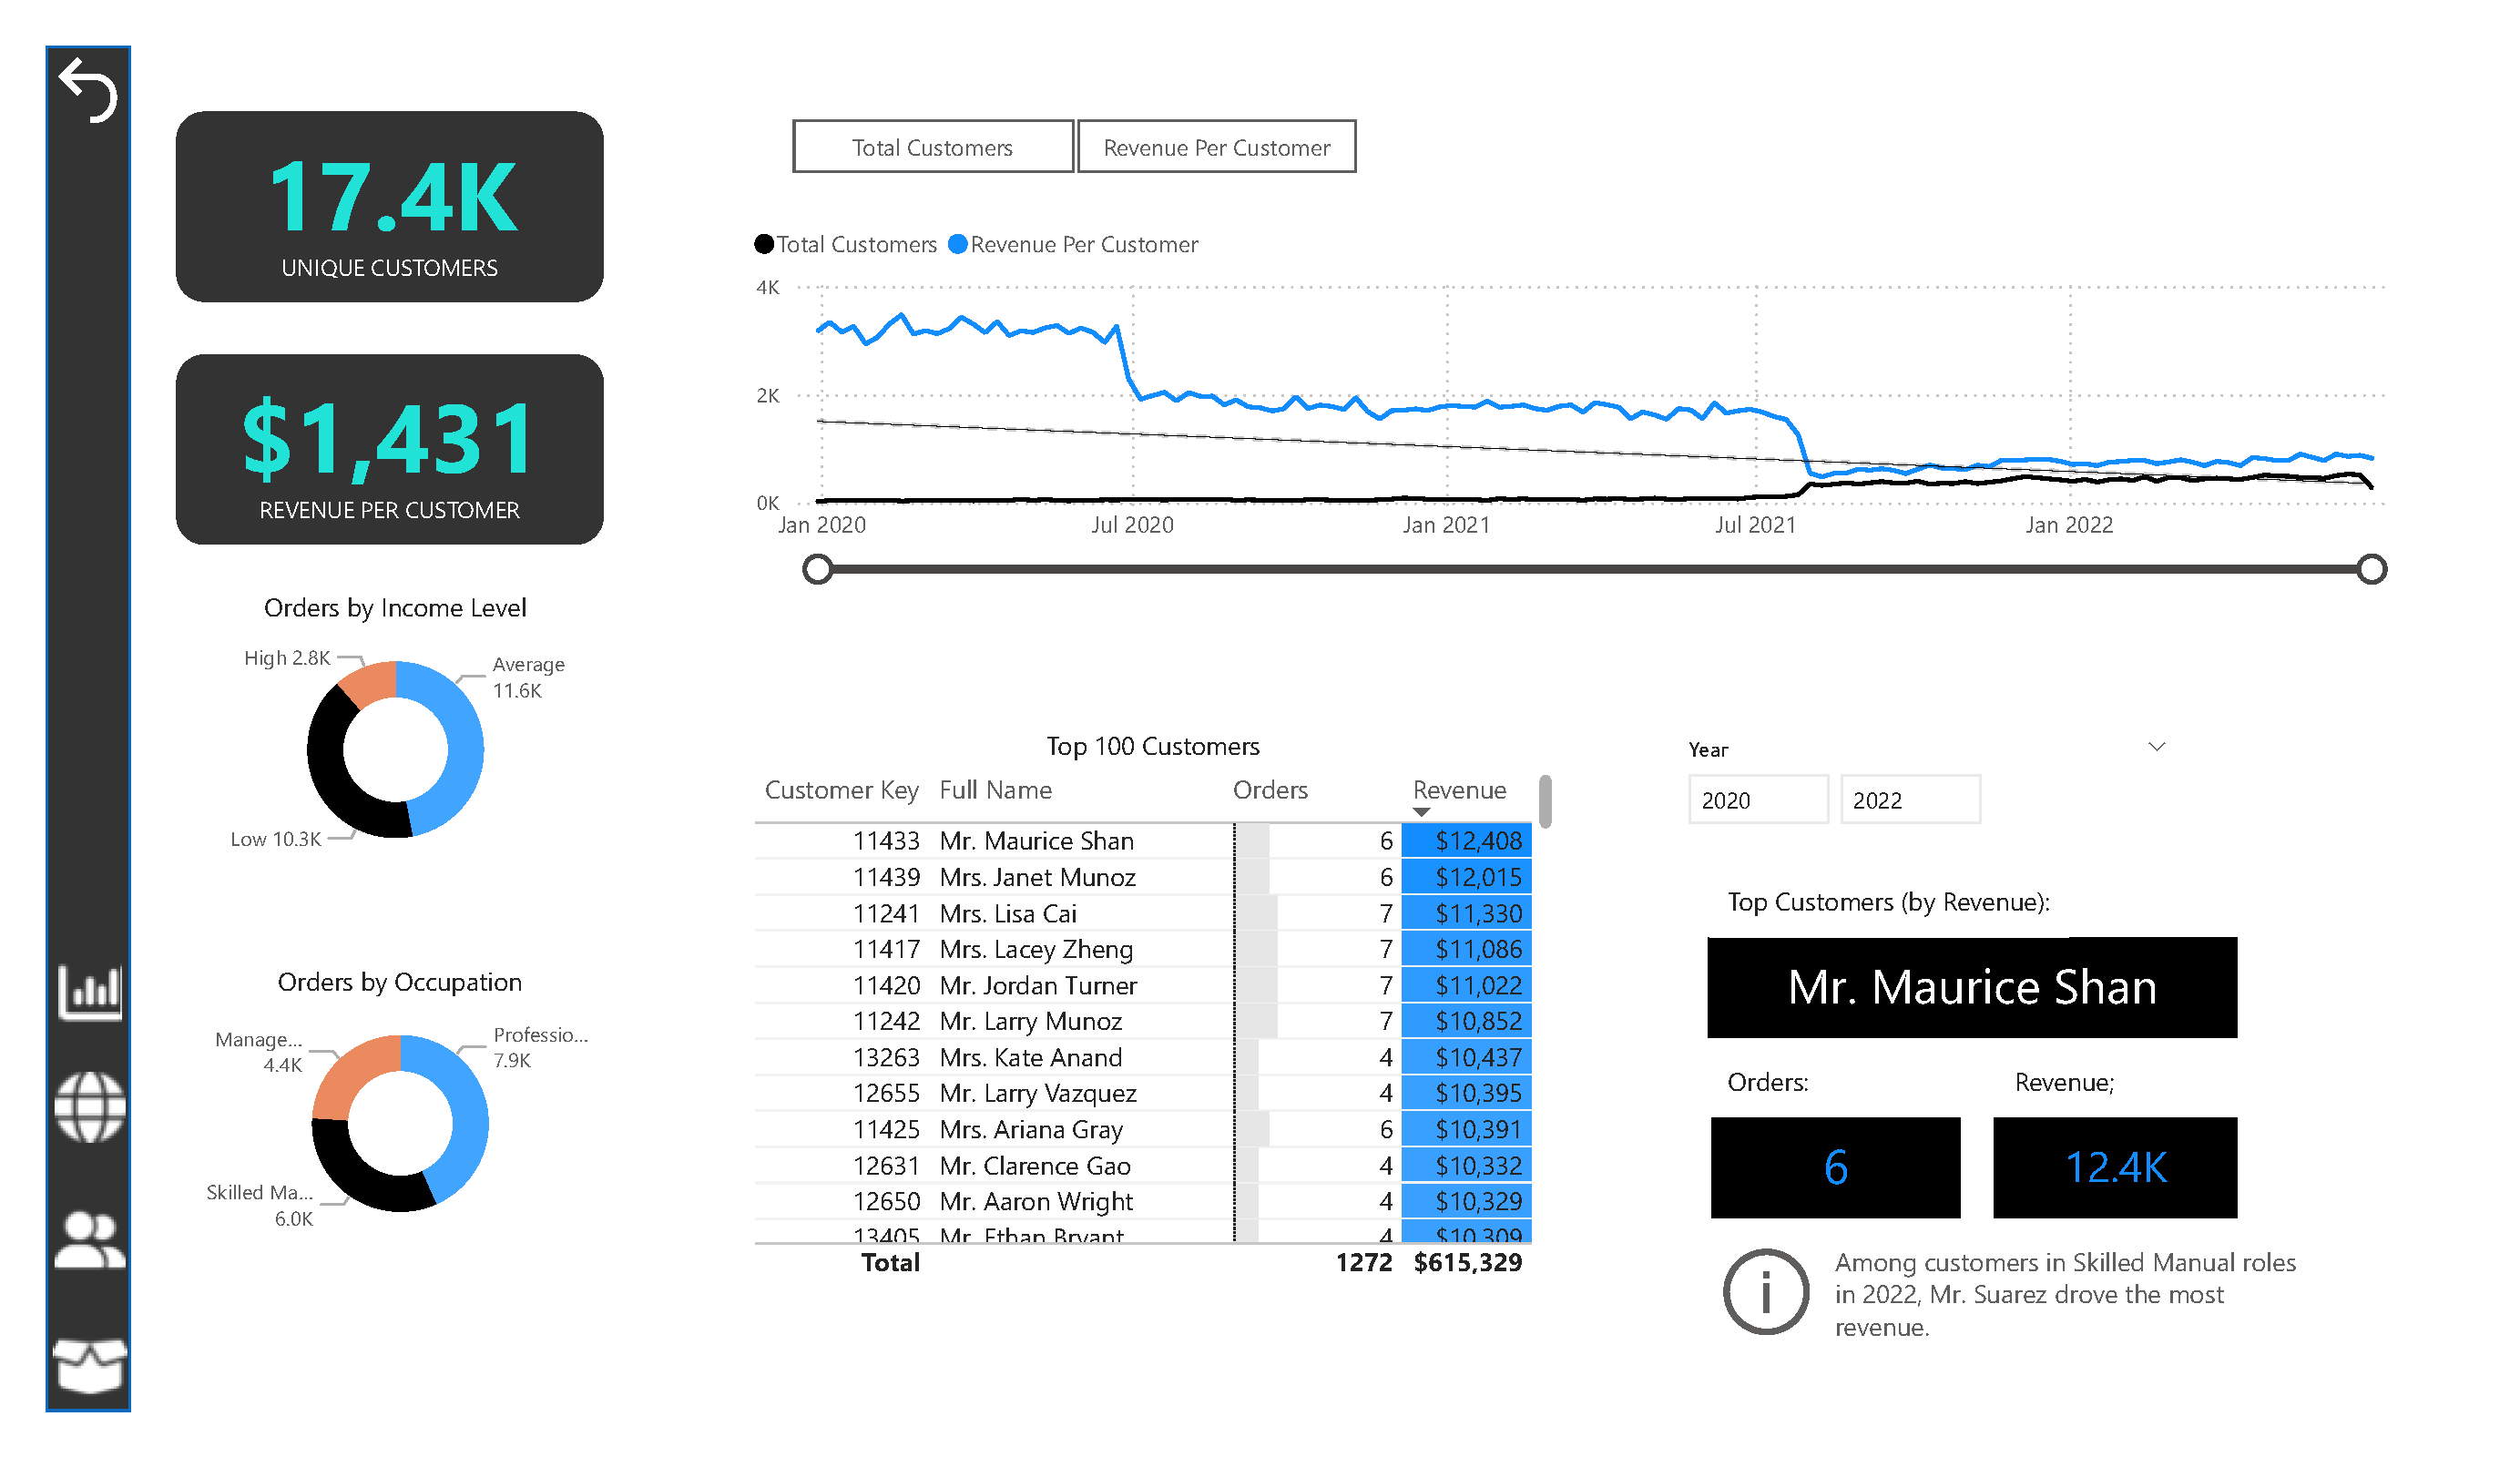 17.4K
UNIQUE CUSTOMERS
$1,431
REVENUE PER CUSTOMER
Orders by Income Level
High 2.8K
Average
11.6K
Low 10.3K
Orders by Occupation
Manage...
4.4K
Professio...
7.9K
Skilled Ma...
6.0K
Total Customers
Revenue Per Customer
Total Customers Revenue Per Customer
4K
2K
0K
Jan 2020 Jul 2020 Jan 2021 Jul 2021 Jan 2022
Top 100 Customers
Customer Key Full Name Orders Revenue
11433 Mr. Maurice Shan 6 $12,408
11439 Mrs. Janet Munoz 6 $12,015
11241 Mrs. Lisa Cai 7 $11,330
11417 Mrs. Lacey Zheng 7 $11,086
11420 Mr. Jordan Turner 7 $11,022
11242 Mr. Larry Munoz 7 $10,852
13263 Mrs. Kate Anand 4 $10,437
12655 Mr. Larry Vazquez 4 $10,395
11425 Mrs. Ariana Gray 6 $10,391
12631 Mr. Clarence Gao 4 $10,332
12650 Mr. Aaron Wright 4 $10,329
13405 Mr. Ethan Bryant 4 $10,309
Total 1272 $615,329
Year
2020 2022
Top Customers (by Revenue):
Mr. Maurice Shan
Orders: Revenue;
6 12.4K
Among customers in Skilled Manual roles
in 2022, Mr. Suarez drove the most
revenue.